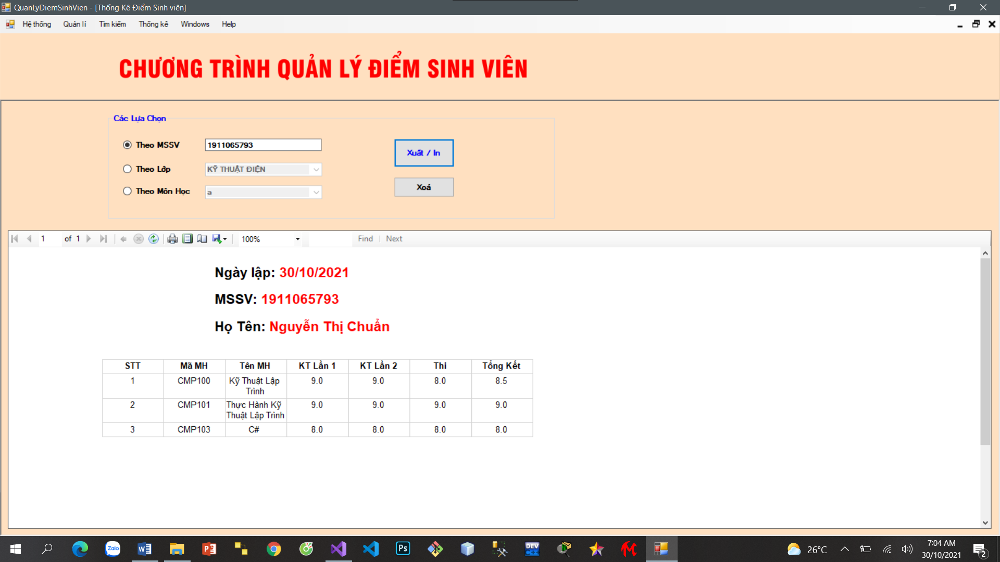 QuanLyDiemSinhVien - [Thống Kê Điểm Sinh viên]
Hệ thống Quản lí Tìm kiếm Thống kê Windows Help
CHƯƠNG TRÌNH QUẢN LÝ ĐIỂM SINH VIÊN
Các Lựa Chọn
Theo MSSV 1911065793
Xuất / In
Theo Lớp KỸ THUẬT ĐIỆN
Xoá
Theo Môn Học a
1 of 1 100% Find | Next
Ngày lập: 30/10/2021
MSSV: 1911065793
Họ Tên: Nguyễn Thị Chuẩn
STT Mã MH Tên MH KT Lần 1 KT Lần 2 Thi Tổng Kết
1 CMP100 Kỹ Thuật Lập 9.0 9.0 8.0 8.5
Trình
2 CMP101 Thực Hành Kỹ 9.0 9.0 9.0 9.0
Thuật Lập Trình
3 CMP103 C# 8.0 8.0 8.0 8.0
Zalo
Ps
DEV
C++
26°C
7:04 AM
30/10/2021
2